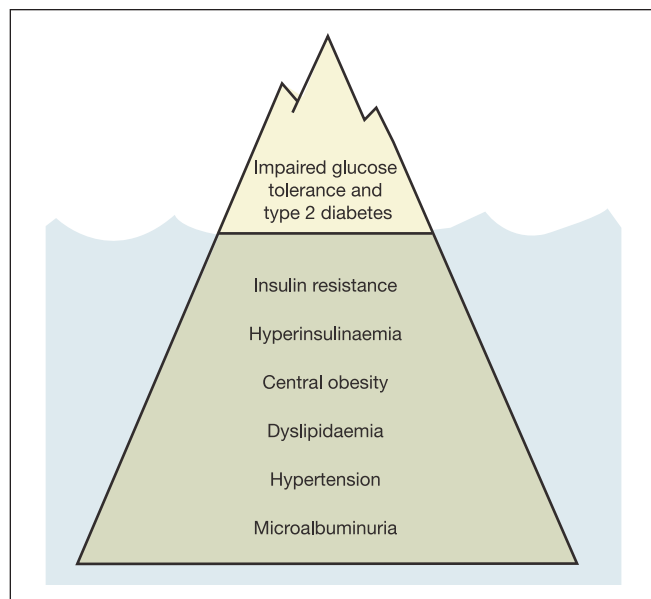 Impaired glucose
tolerance and
type 2 diabetes
Insulin resistance
Hyperinsulinaemia
Central obesity
Dyslipidaemia
Hypertension
Microalbuminuria